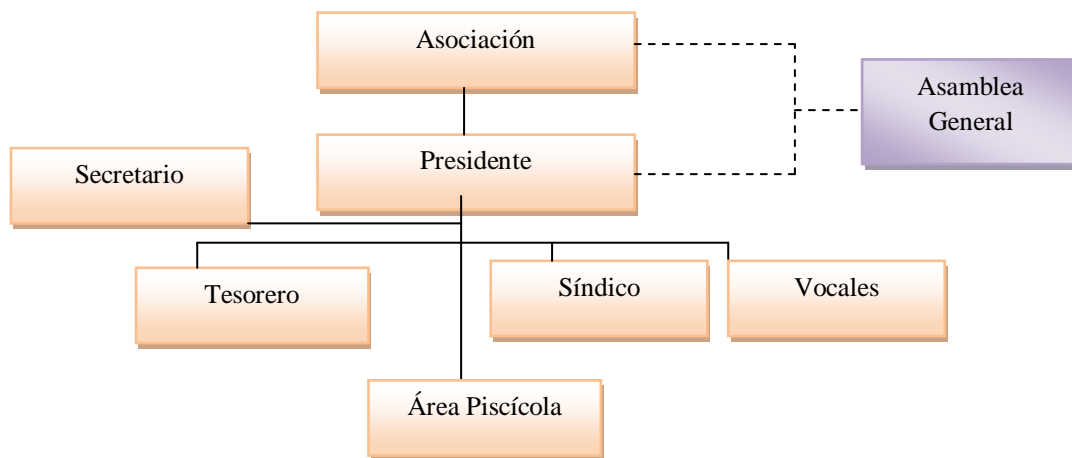 Asociación
Asamblea
General
Presidente
Secretario
Tesorero
Síndico
Vocales
Área Piscícola